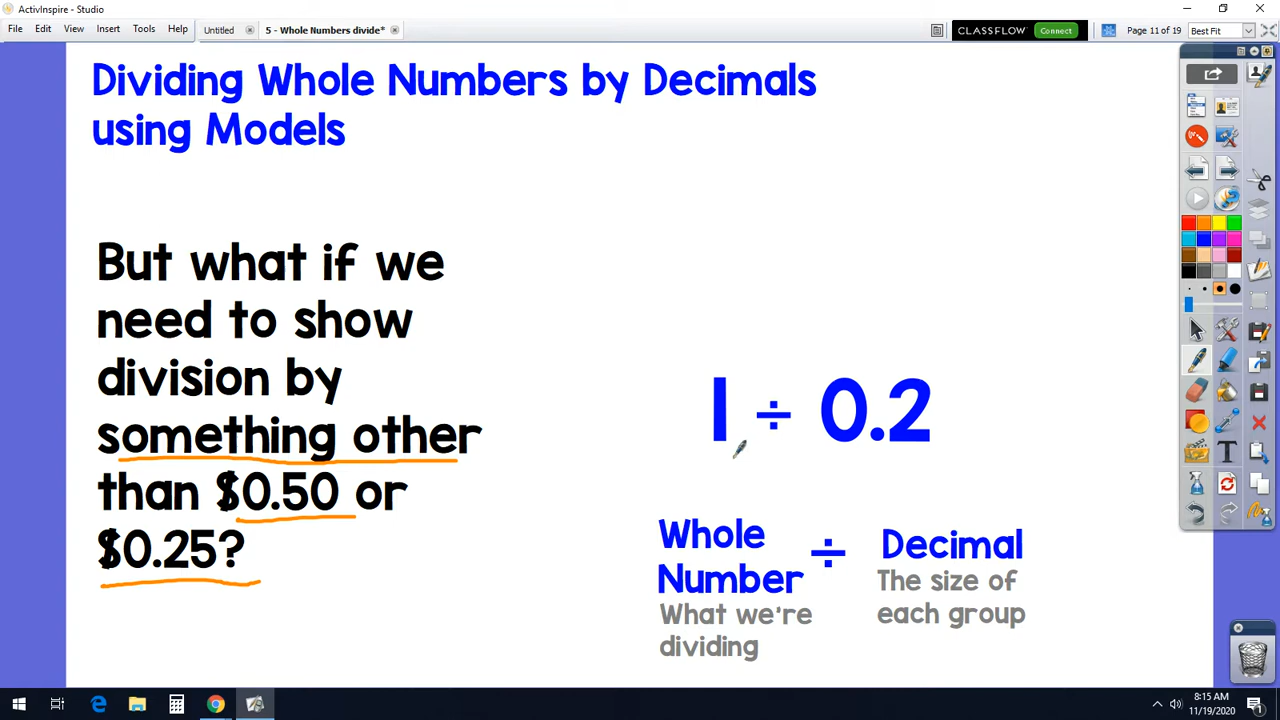 ActivInspire - Studio
File Edit View Insert Tools Help
Untitled
5 - Whole Numbers divide*
CLASSFLOW Connect
Page 11 of 19
Best Fit
Dividing Whole Numbers by Decimals
using Models
But what if we
need to show
division by
something other
than $0.50 or
$0.25?
1 ÷ 0.2
Whole
Number
÷
Decimal
What we're
dividing
The size of
each group
8:15 AM
11/19/2020
1